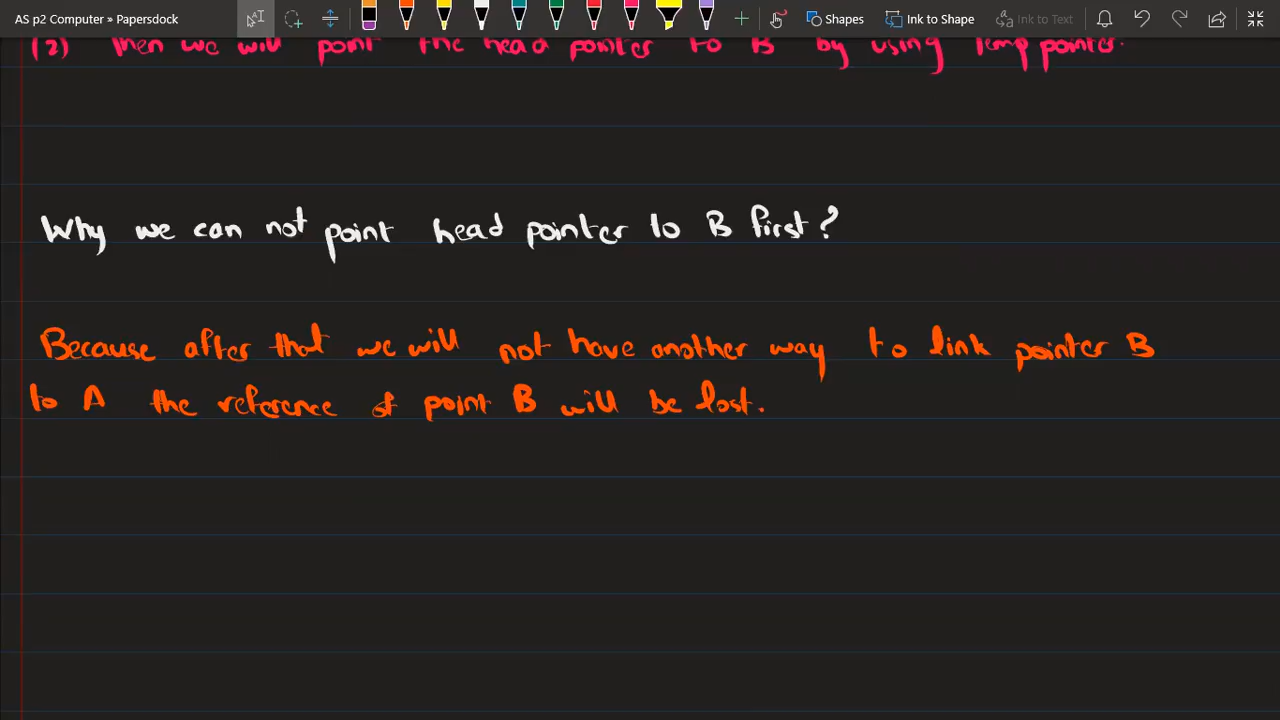 AS p2 Computer » Papersdock
Shapes
Ink to Shape
Ink to Text
(2) Then we will point the head pointer to B by using Temp pointer.
Why we can not point head pointer to B first?
Because after that we will not have another way to link pointer B
to A the reference of point B will be lost.